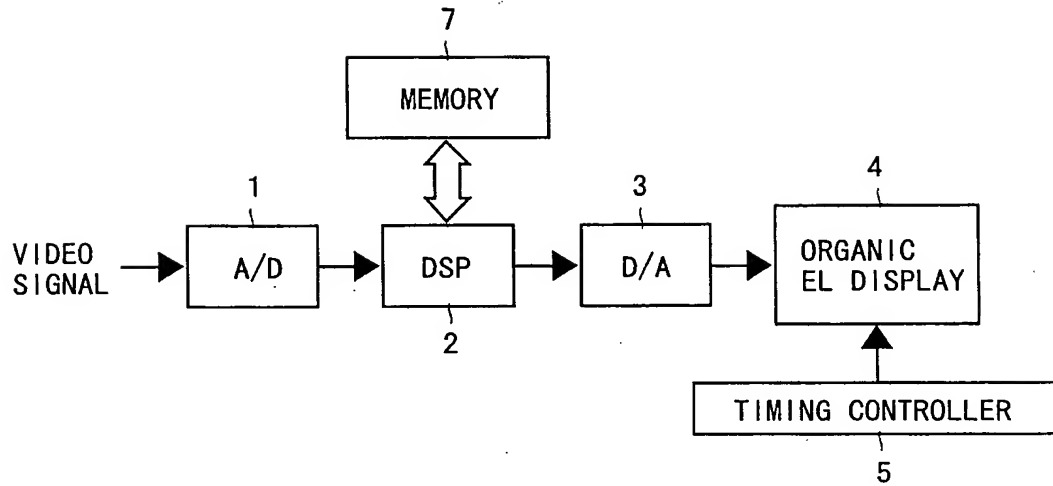 7
MEMORY
1
3
4
VIDEO
SIGNAL
A/D
DSP
D/A
ORGANIC
EL DISPLAY
2
TIMING CONTROLLER
5